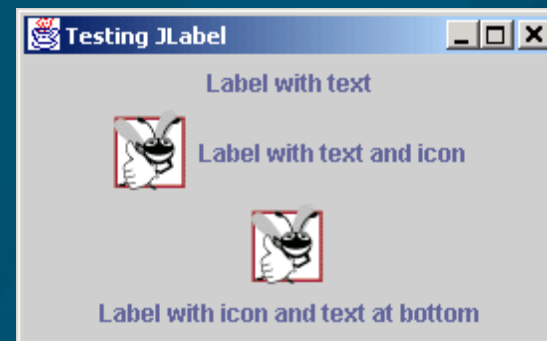 Testing JLabel
Label with text
Label with text and icon
Label with icon and text at bottom